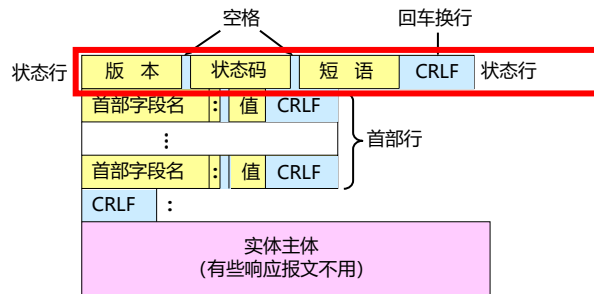 空格 回车换行
状态行 版 本 状态码 短 语 CRLF 状态行
首部字段名 : 值 CRLF
⋮ 首部行
首部字段名 : 值 CRLF
CRLF :
实体主体
(有些响应报文不用)